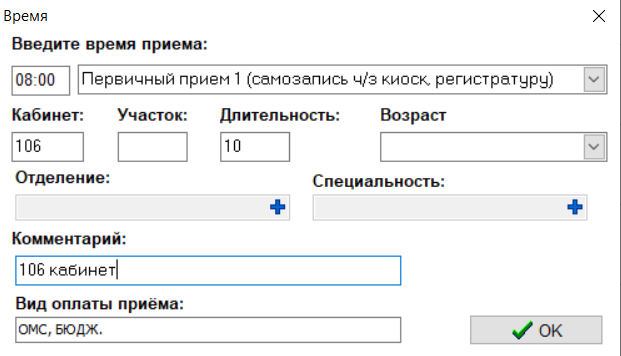 Время
Введите время приема:
08:00 Первичный прием 1 (самозапись ч/з киоск, регистратуру)
Кабинет: Участок: Длительность: Возраст
106 10
Отделение: Специальность:
Комментарий:
106 кабинет
Вид оплаты приёма:
ОМС, БЮДЖ. OK